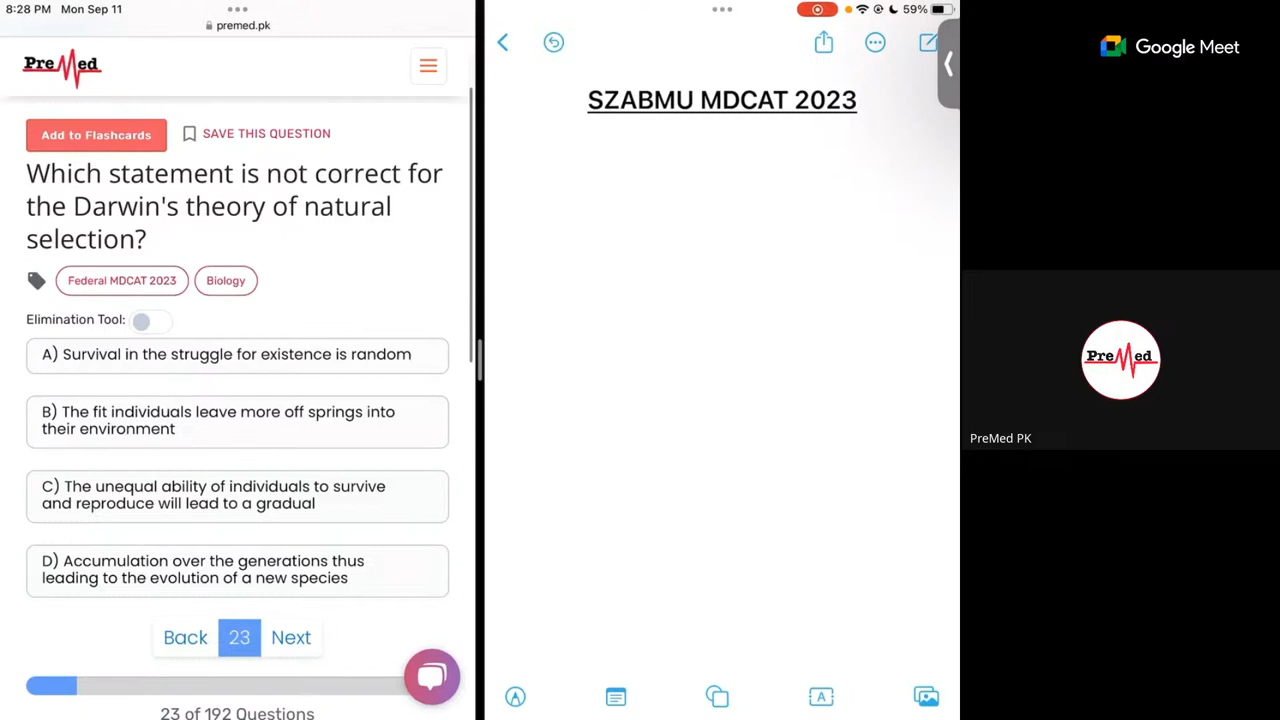 8:28 PM Mon Sep 11
premed.pk
PreMed
Add to Flashcards
SAVE THIS QUESTION
Which statement is not correct for
the Darwin's theory of natural
selection?
Federal MDCAT 2023
Biology
Elimination Tool:
A) Survival in the struggle for existence is random
B) The fit individuals leave more off springs into
their environment
C) The unequal ability of individuals to survive
and reproduce will lead to a gradual
D) Accumulation over the generations thus
leading to the evolution of a new species
Back 23 Next
23 of 192 Questions
59%
SZABMU MDCAT 2023
A
Google Meet
PreMed
PreMed PK